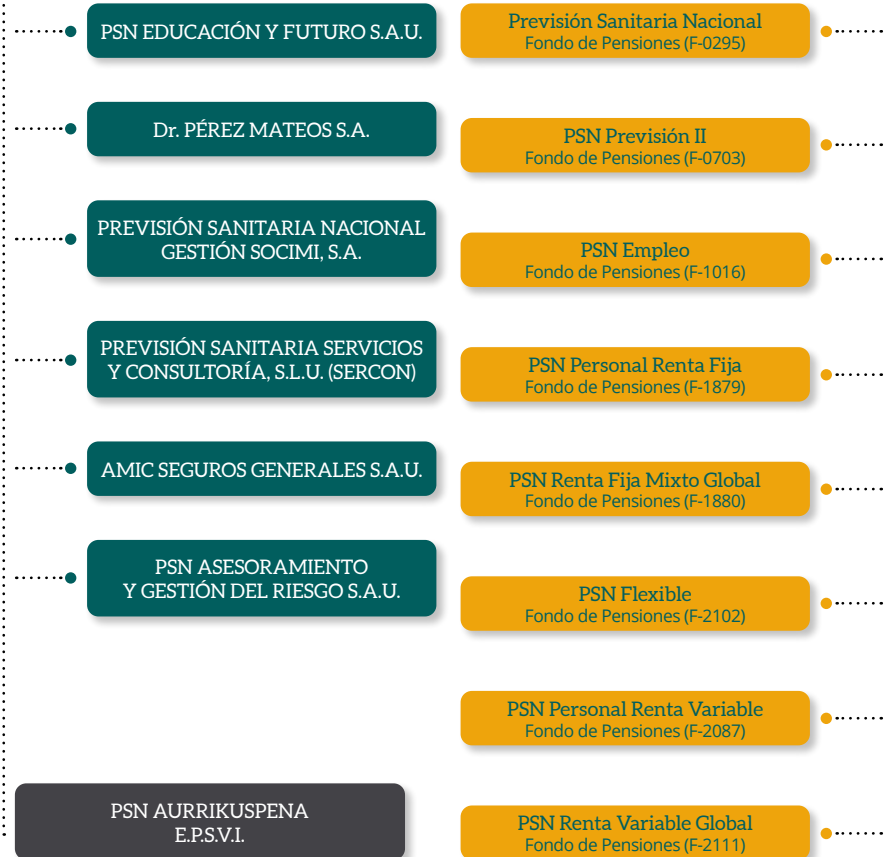 PSN EDUCACIÓN Y FUTURO S.A.U.
Dr. PÉREZ MATEOS S.A.
PREVISIÓN SANITARIA NACIONAL
GESTIÓN SOCIMI, S.A.
PREVISIÓN SANITARIA SERVICIOS
Y CONSULTORÍA, S.L.U. (SERCON)
AMIC SEGUROS GENERALES S.A.U.
PSN ASESORAMIENTO
Y GESTIÓN DEL RIESGO S.A.U.
PSN AURRIKUSPENA
E.P.S.V.I.
Previsión Sanitaria Nacional
Fondo de Pensiones (F-0295)
PSN Previsión II
Fondo de Pensiones (F-0703)
PSN Empleo
Fondo de Pensiones (F-1016)
PSN Personal Renta Fija
Fondo de Pensiones (F-1879)
PSN Renta Fija Mixto Global
Fondo de Pensiones (F-1880)
PSN Flexible
Fondo de Pensiones (F-2102)
PSN Personal Renta Variable
Fondo de Pensiones (F-2087)
PSN Renta Variable Global
Fondo de Pensiones (F-2111)